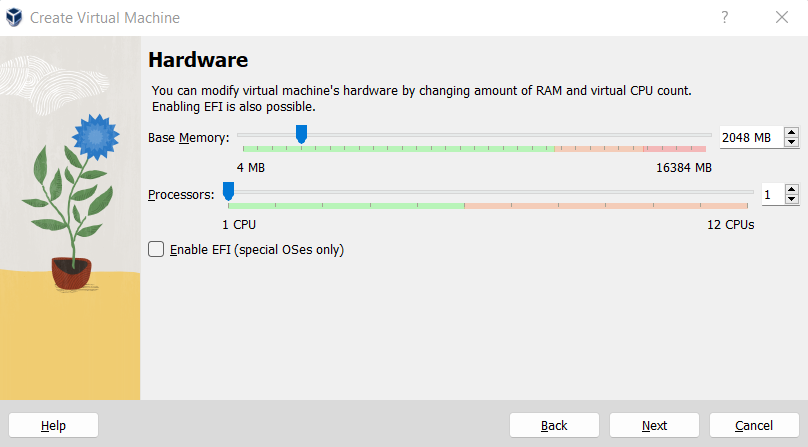 Create Virtual Machine
?
Hardware
You can modify virtual machine's hardware by changing amount of RAM and virtual CPU count.
Enabling EFI is also possible.
Base Memory: 2048 MB
4 MB 16384 MB
Processors: 1
1 CPU 12 CPUs
Enable EFI (special OSes only)
Help Back Next Cancel